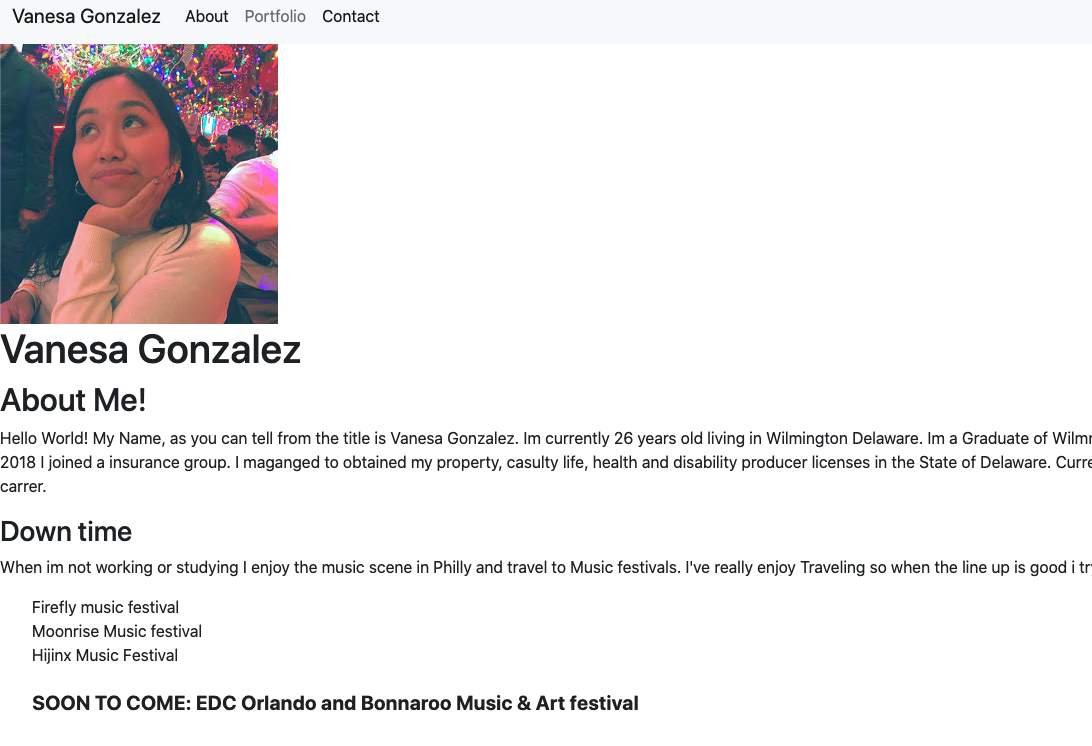 Vanesa Gonzalez About Portfolio Contact
Vanesa Gonzalez
About Me!
Hello World! My Name, as you can tell from the title is Vanesa Gonzalez. Im currently 26 years old living in Wilmington Delaware. Im a Graduate of
2018 I joined a insurance group. I maganged to obtained my property, casulty life, health and disability producer licenses in the State of Delaware.
carrer.
Down time
When im not working or studying I enjoy the music scene in Philly and travel to Music festivals. I've really enjoy Traveling so when the line up is good i
Firefly music festival
Moonrise Music festival
Hijinx Music Festival
SOON TO COME: EDC Orlando and Bonnaroo Music & Art festival